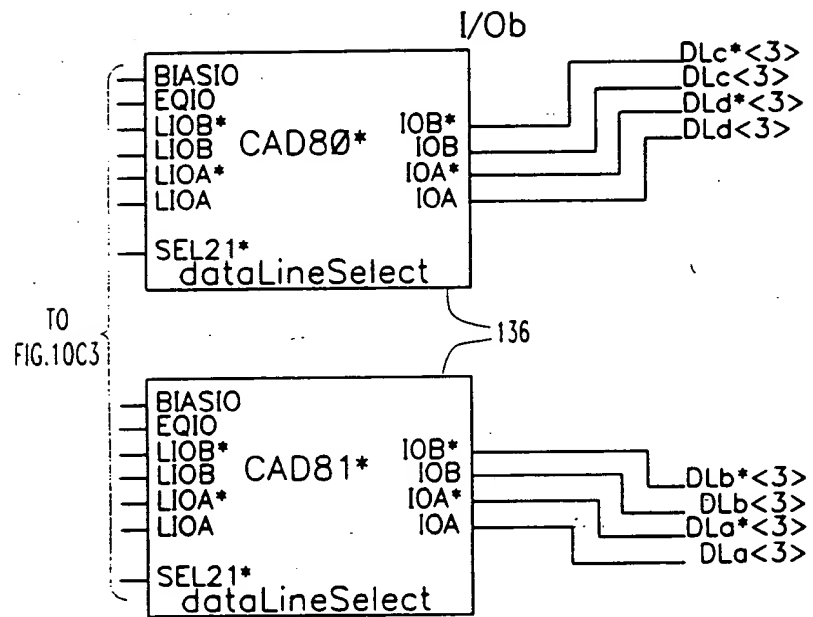 I/Ob
BIASIO
EQIO
LIOB*
LIOB
LIOA*
LIOA
SEL21*
CAD80*
IOB*
IOB
IOA*
IOA
dataLineSelect
DLc*<3>
DLc<3>
DLd*<3>
DLd<3>
TO
FIG.10C3
136
BIASIO
EQIO
LIOB*
LIOB
LIOA*
LIOA
SEL21*
CAD81*
IOB*
IOB
IOA*
IOA
dataLineSelect
DLb*<3>
DLb<3>
DLa*<3>
DLa<3>